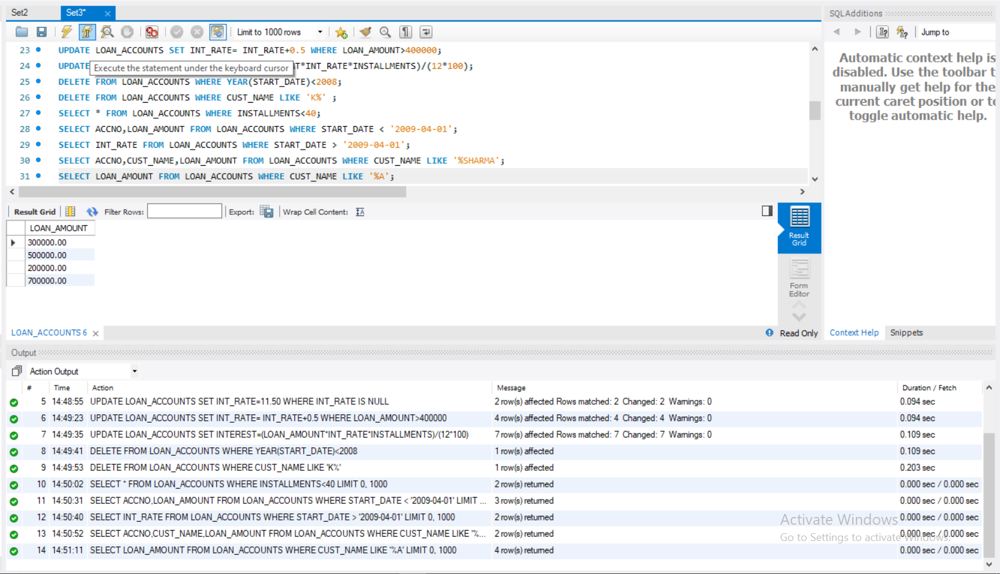 Set2
Set3*
SQLAdditions
Limit to 1000 rows
Jump to
23 UPDATE LOAN_ACCOUNTS SET INT_RATE= INT_RATE+0.5 WHERE LOAN_AMOUNT>400000;
24 UPDATE NT*INT_RATE*INSTALLMENTS)/(12*100);
Execute the statement under the keyboard cursor
25 DELETE FROM LOAN_ACCOUNTS WHERE YEAR(START_DATE)<2008;
26 DELETE FROM LOAN_ACCOUNTS WHERE CUST_NAME LIKE 'K%' ;
27 SELECT * FROM LOAN_ACCOUNTS WHERE INSTALLMENTS<40;
28 SELECT ACCNO,LOAN_AMOUNT FROM LOAN_ACCOUNTS WHERE START_DATE < '2009-04-01';
29 SELECT INT_RATE FROM LOAN_ACCOUNTS WHERE START_DATE > '2009-04-01';
30 SELECT ACCNO,CUST_NAME,LOAN_AMOUNT FROM LOAN_ACCOUNTS WHERE CUST_NAME LIKE '%SHARMA';
31 SELECT LOAN_AMOUNT FROM LOAN_ACCOUNTS WHERE CUST_NAME LIKE '%A';
Automatic context help is
disabled. Use the toolbar t
manually get help for the
current caret position or to
toggle automatic help.
Result Grid Filter Rows: Export: Wrap Cell Content:
LOAN_AMOUNT
300000.00
500000.00
200000.00
700000.00
Result
Grid
Form
Editor
LOAN_ACCOUNTS 6
Read Only
Context Help
Snippets
Output
Action Output
# Time Action Message Duration / Fetch
5 14:48:55 UPDATE LOAN_ACCOUNTS SET INT_RATE=11.50 WHERE INT_RATE IS NULL 2 row(s) affected Rows matched: 2 Changed: 2 Warnings: 0 0.094 sec
6 14:49:23 UPDATE LOAN_ACCOUNTS SET INT_RATE= INT_RATE+0.5 WHERE LOAN_AMOUNT>400000 4 row(s) affected Rows matched: 4 Changed: 4 Warnings: 0 0.094 sec
7 14:49:35 UPDATE LOAN_ACCOUNTS SET INTEREST=(LOAN_AMOUNT*INT_RATE*INSTALLMENTS)/(12*100) 7 row(s) affected Rows matched: 7 Changed: 7 Warnings: 0 0.109 sec
8 14:49:41 DELETE FROM LOAN_ACCOUNTS WHERE YEAR(START_DATE)<2008 1 row(s) affected 0.109 sec
9 14:49:53 DELETE FROM LOAN_ACCOUNTS WHERE CUST_NAME LIKE 'K%' 1 row(s) affected 0.203 sec
10 14:50:02 SELECT * FROM LOAN_ACCOUNTS WHERE INSTALLMENTS<40 LIMIT 0, 1000 2 row(s) returned 0.000 sec / 0.000 sec
11 14:50:31 SELECT ACCNO,LOAN_AMOUNT FROM LOAN_ACCOUNTS WHERE START_DATE < '2009-04-01' LIMIT ... 3 row(s) returned 0.000 sec / 0.000 sec
12 14:50:40 SELECT INT_RATE FROM LOAN_ACCOUNTS WHERE START_DATE > '2009-04-01' LIMIT 0, 1000 2 row(s) returned 0.000 sec / 0.000 sec
13 14:50:52 SELECT ACCNO,CUST_NAME,LOAN_AMOUNT FROM LOAN_ACCOUNTS WHERE CUST_NAME LIKE '%... 2 row(s) returned 0.000 sec / 0.000 sec
14 14:51:11 SELECT LOAN_AMOUNT FROM LOAN_ACCOUNTS WHERE CUST_NAME LIKE '%A' LIMIT 0, 1000 4 row(s) returned 0.000 sec / 0.000 sec
Activate Windows
Go to Settings to activate Windows.